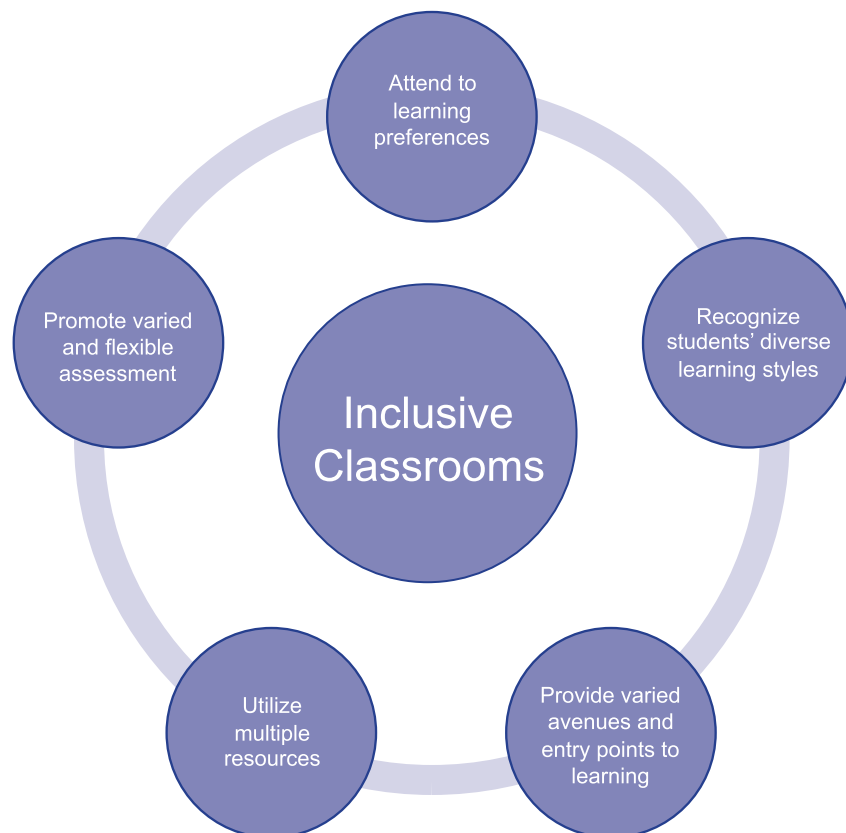 Attend to
learning
preferences
Recognize
students’ diverse
learning styles
Provide varied
avenues and
entry points to
learning
Utilize
multiple
resources
Promote varied
and flexible
assessment
Inclusive
Classrooms